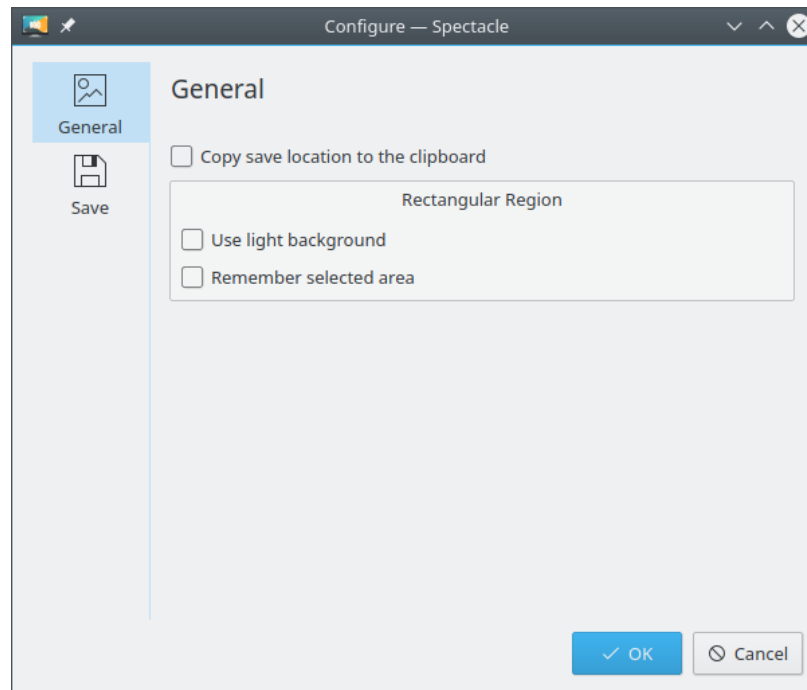 Configure — Spectacle
General
General
Save
Copy save location to the clipboard
Rectangular Region
Use light background
Remember selected area
OK
Cancel